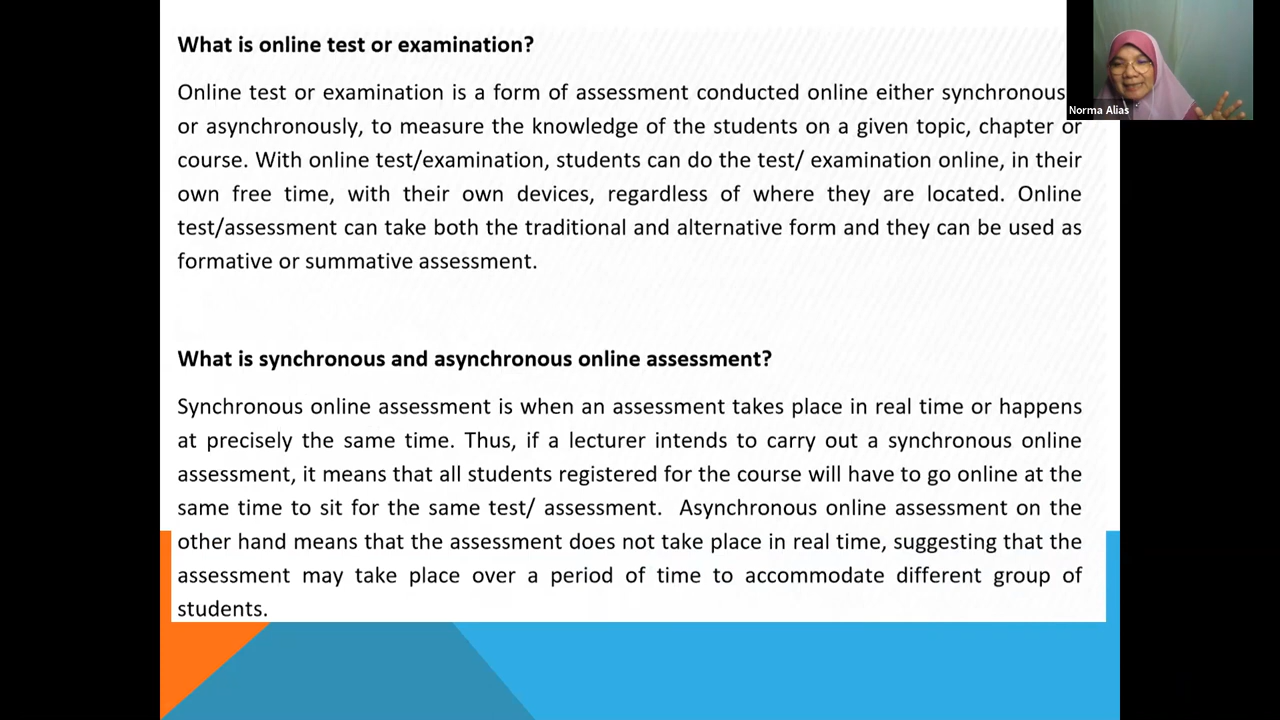 What is online test or examination?
Online test or examination is a form of assessment conducted online either synchronous
or asynchronously, to measure the knowledge of the students on a given topic, chapter or
course. With online test/examination, students can do the test/ examination online, in their
own free time, with their own devices, regardless of where they are located. Online
test/assessment can take both the traditional and alternative form and they can be used as
formative or summative assessment.
What is synchronous and asynchronous online assessment?
Synchronous online assessment is when an assessment takes place in real time or happens
at precisely the same time. Thus, if a lecturer intends to carry out a synchronous online
assessment, it means that all students registered for the course will have to go online at the
same time to sit for the same test/ assessment.  Asynchronous online assessment on the
other hand means that the assessment does not take place in real time, suggesting that the
assessment may take place over a period of time to accommodate different group of
students.
Norma Alias